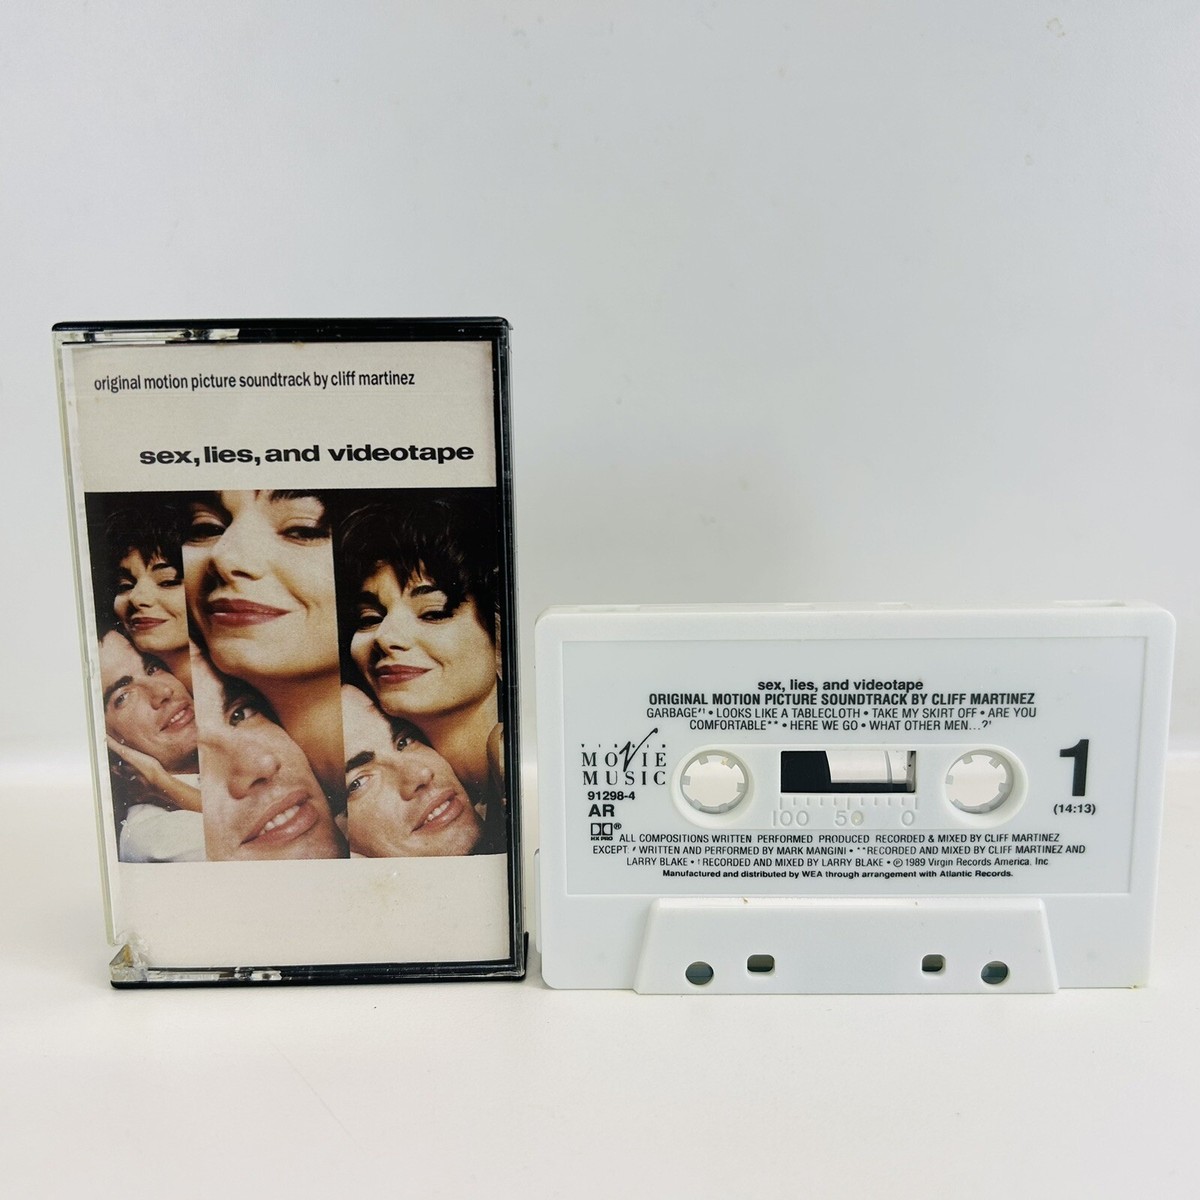 original motion picture soundtrack by cliff martinez
sex, lies, and videotape
sex, lies, and videotape
ORIGINAL MOTION PICTURE SOUNDTRACK BY CLIFF MARTINEZ
GARBAGE*† • LOOKS LIKE A TABLECLOTH • TAKE MY SKIRT OFF • ARE YOU
COMFORTABLE** • HERE WE GO • WHAT OTHER MEN...?†
VIRGIN
MOVIE
MUSIC
91298-4
AR
1
(14:13)
100 50 0
HX PRO ®
ALL COMPOSITIONS WRITTEN PERFORMED PRODUCED RECORDED & MIXED BY CLIFF MARTINEZ
EXCEPT: * WRITTEN AND PERFORMED BY MARK MANGINI • **RECORDED AND MIXED BY CLIFF MARTINEZ AND
LARRY BLAKE • † RECORDED AND MIXED BY LARRY BLAKE • ℗ 1989 Virgin Records America, Inc
Manufactured and distributed by WEA through arrangement with Atlantic Records.